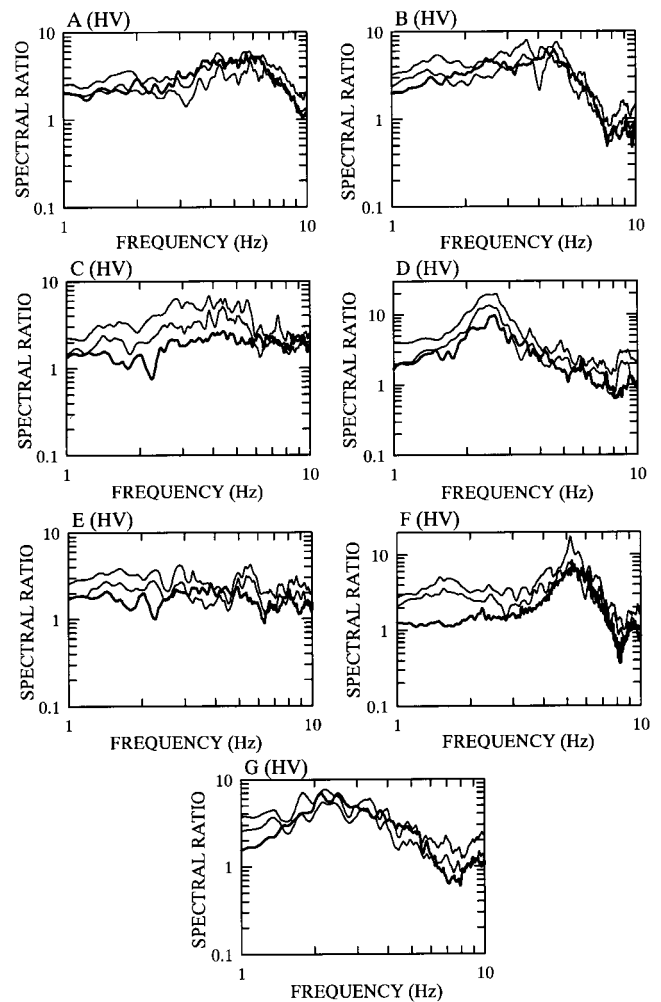 A (HV)
B (HV)
SPECTRAL RATIO
10
1
0.1
1
10
FREQUENCY (Hz)
SPECTRAL RATIO
10
1
0.1
1
10
FREQUENCY (Hz)
C (HV)
D (HV)
SPECTRAL RATIO
10
1
0.1
1
10
FREQUENCY (Hz)
SPECTRAL RATIO
10
1
0.1
1
10
FREQUENCY (Hz)
E (HV)
F (HV)
SPECTRAL RATIO
10
1
0.1
1
10
FREQUENCY (Hz)
SPECTRAL RATIO
10
1
0.1
1
10
FREQUENCY (Hz)
G (HV)
SPECTRAL RATIO
10
1
0.1
1
10
FREQUENCY (Hz)